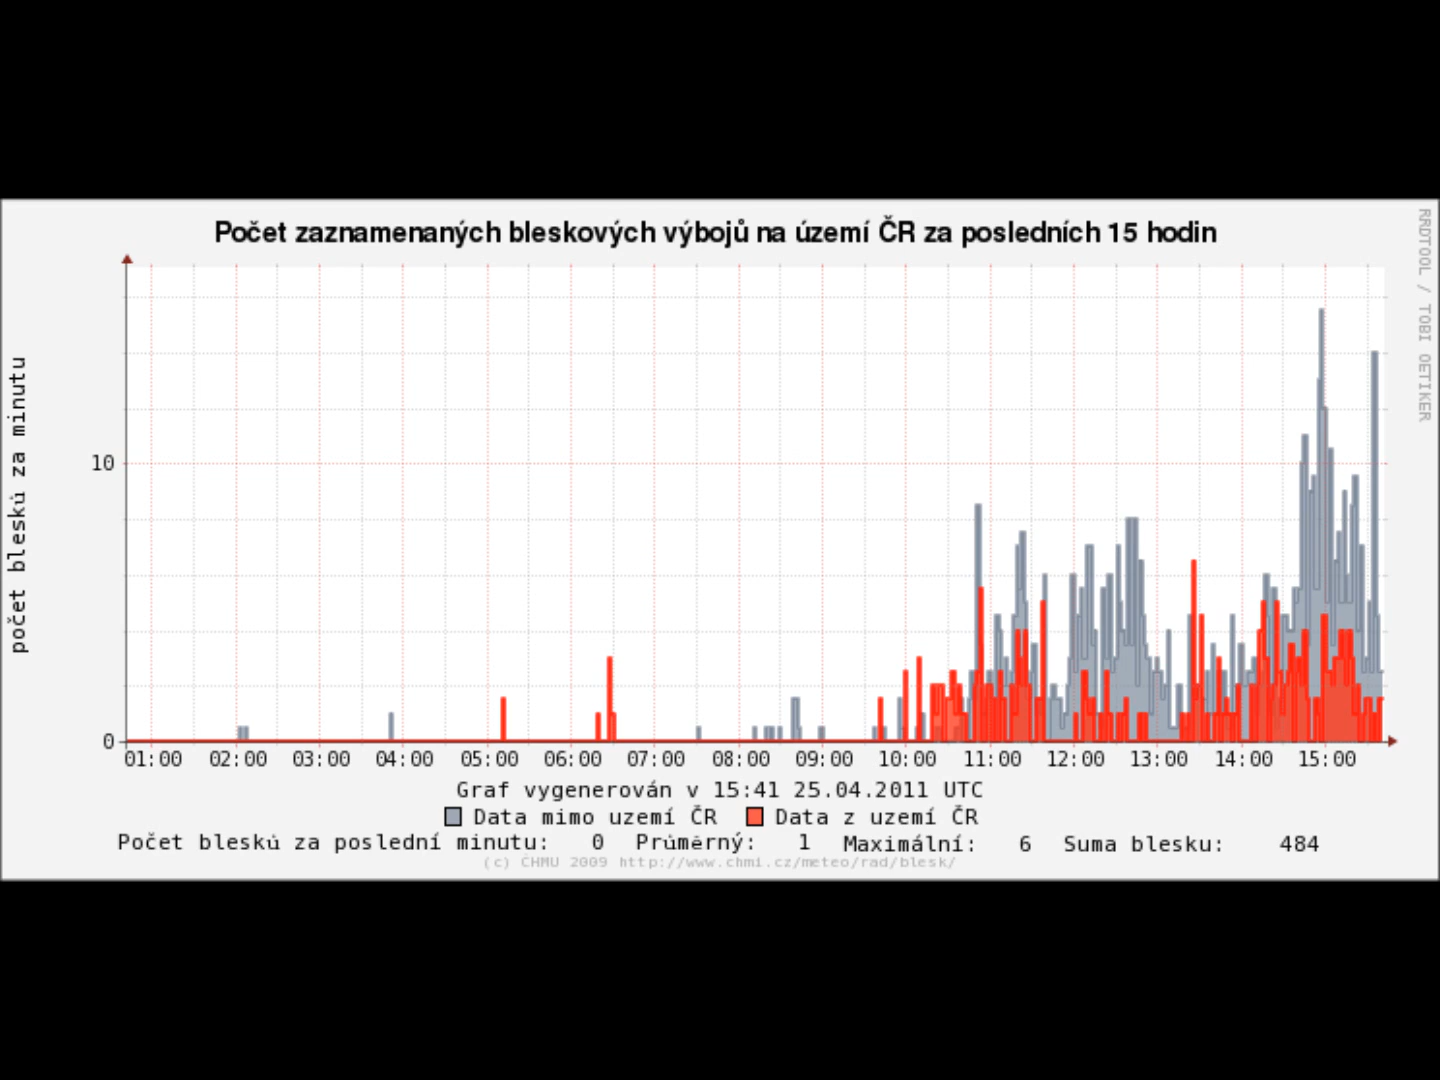 Počet zaznamenaných bleskových výbojů na území ČR za posledních 15 hodin
RRDTOOL / TOBI OETIKER
počet blesků za minutu
10
0
01:00 02:00 03:00 04:00 05:00 06:00 07:00 08:00 09:00 10:00 11:00 12:00 13:00 14:00 15:00
Graf vygenerován v 15:41 25.04.2011 UTC
Data mimo uzemí ČR Data z uzemí ČR
Počet blesků za poslední minutu: 0 Průměrný: 1 Maximální: 6 Suma blesku: 484
(c) CHMU 2009 http://www.chmi.cz/meteo/rad/blesk/